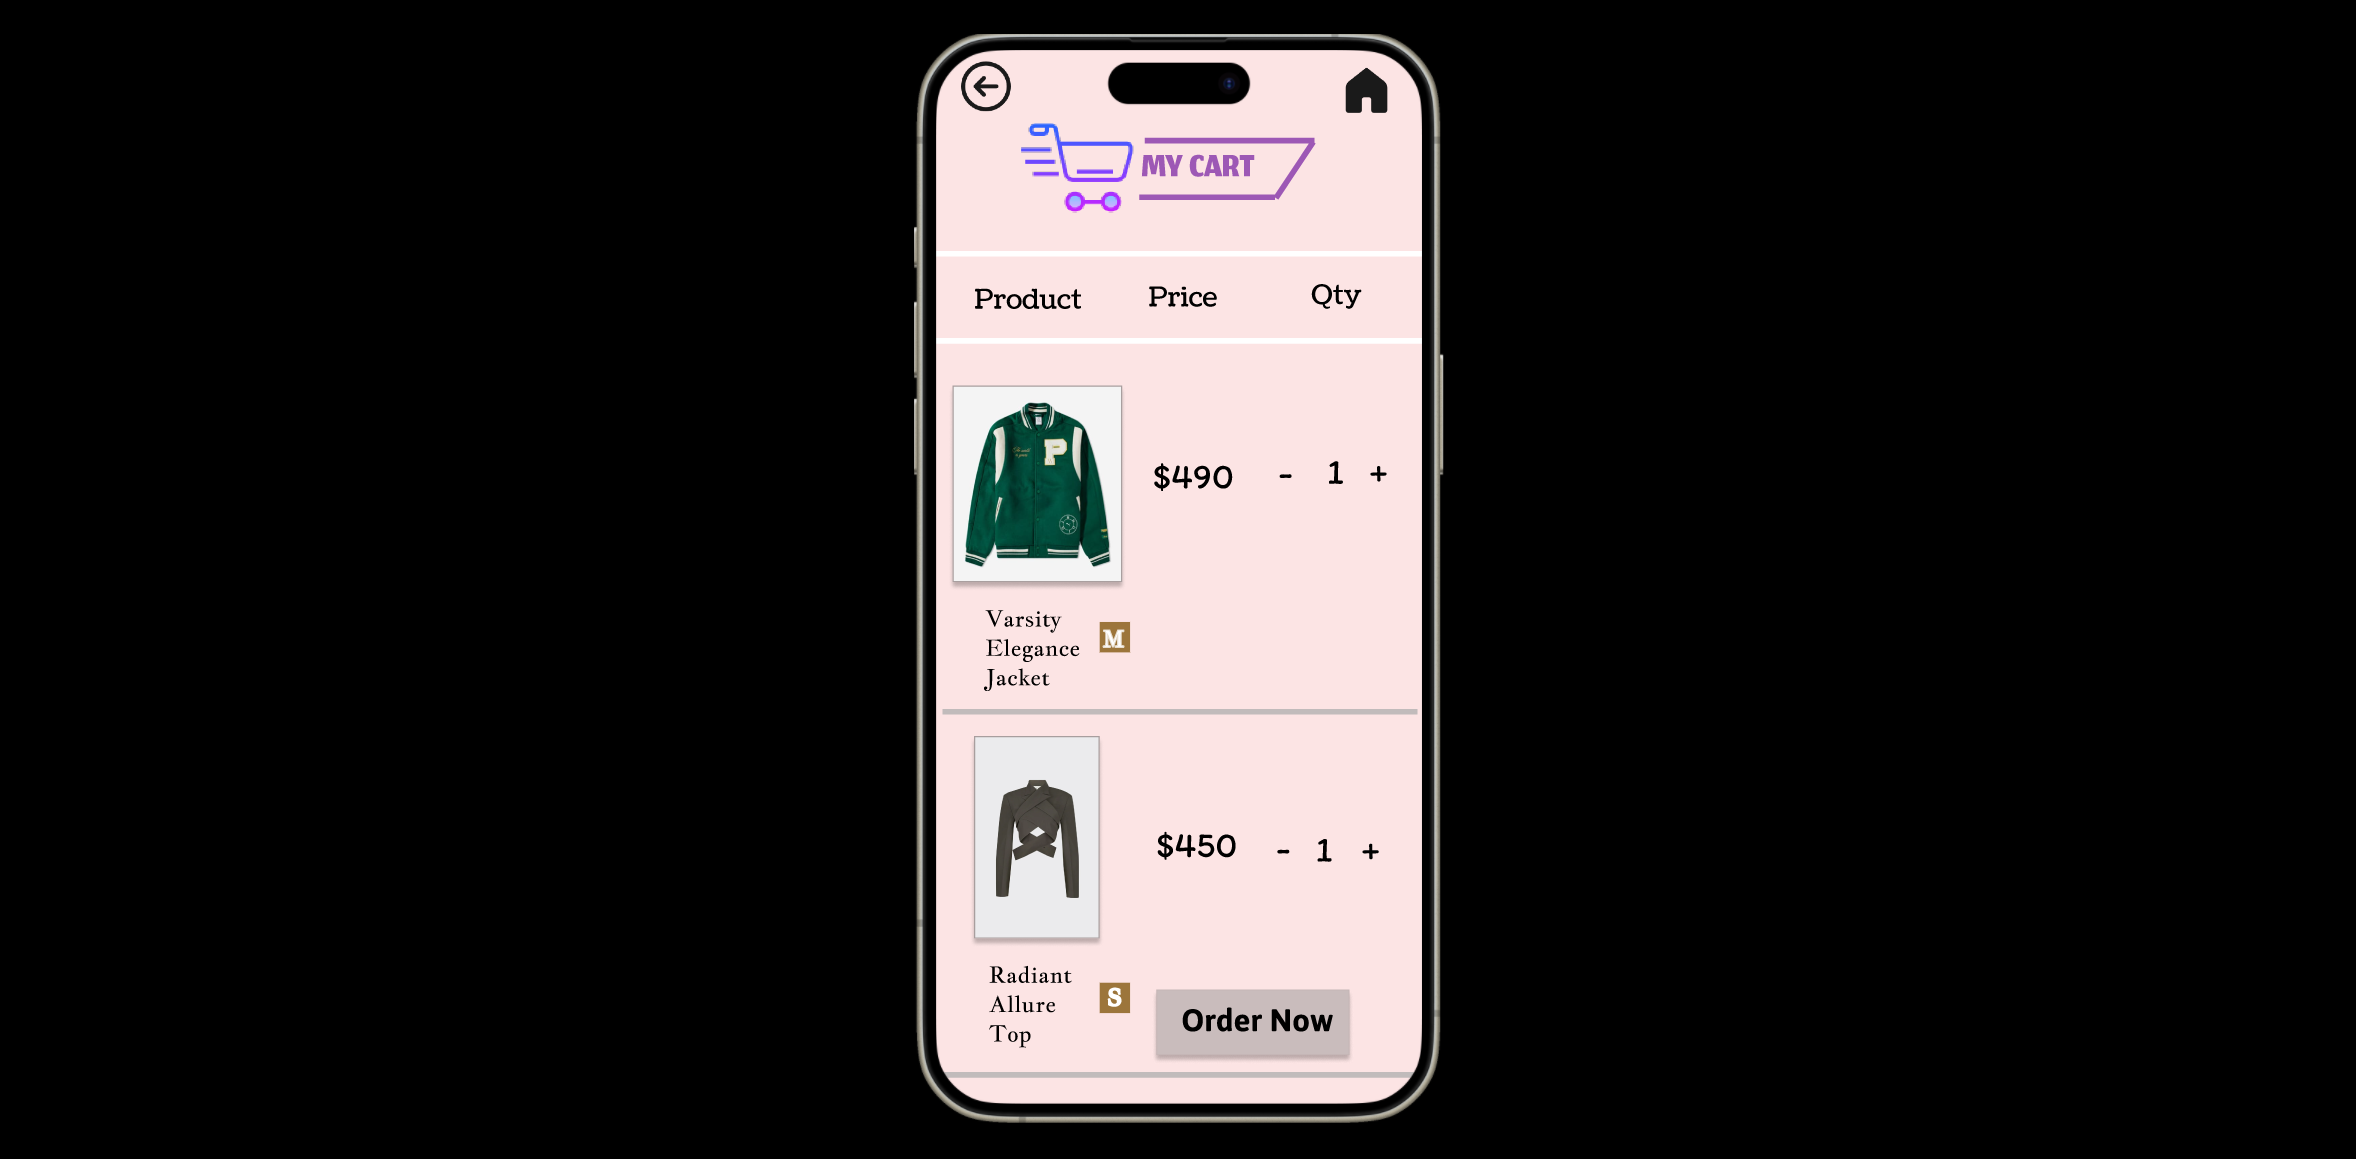 MY CART
Product Price Qty
P
$490 - 1 +
Varsity
Elegance
Jacket
M
$450 - 1 +
Radiant
Allure
Top
S
Order Now